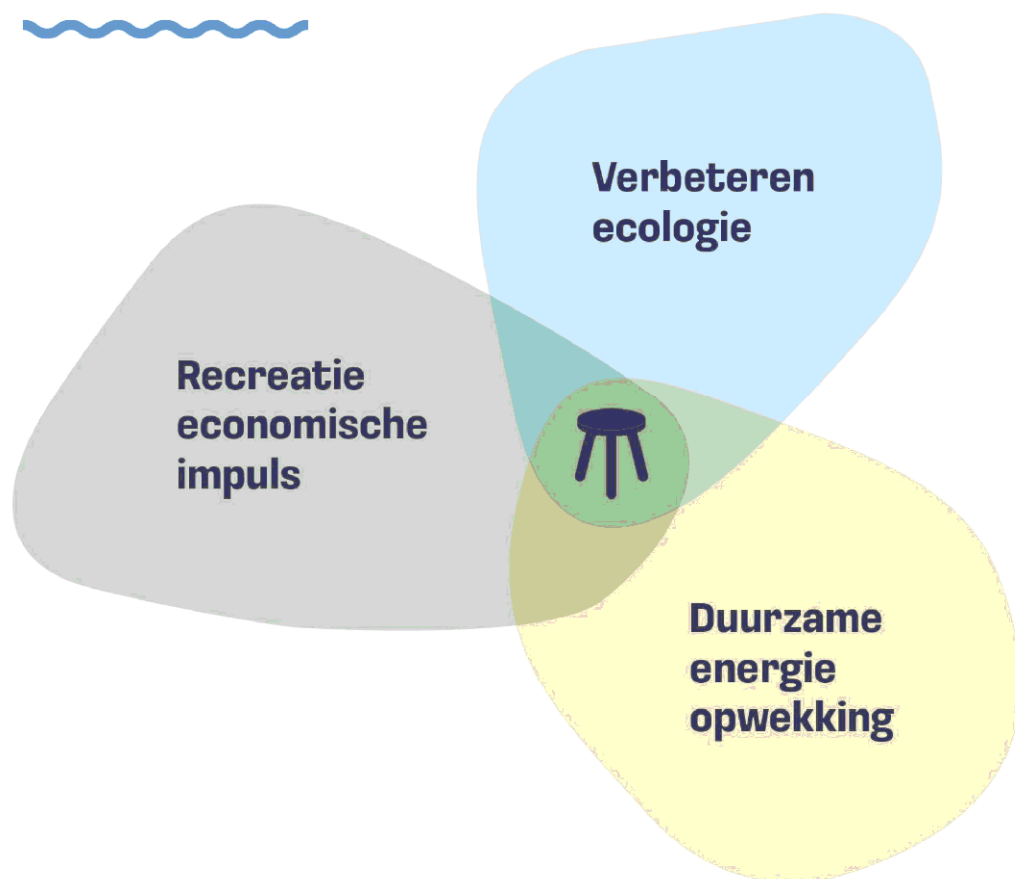 Verbeteren
ecologie
Recreatie
economische
impuls
Duurzame
energie
opwekking